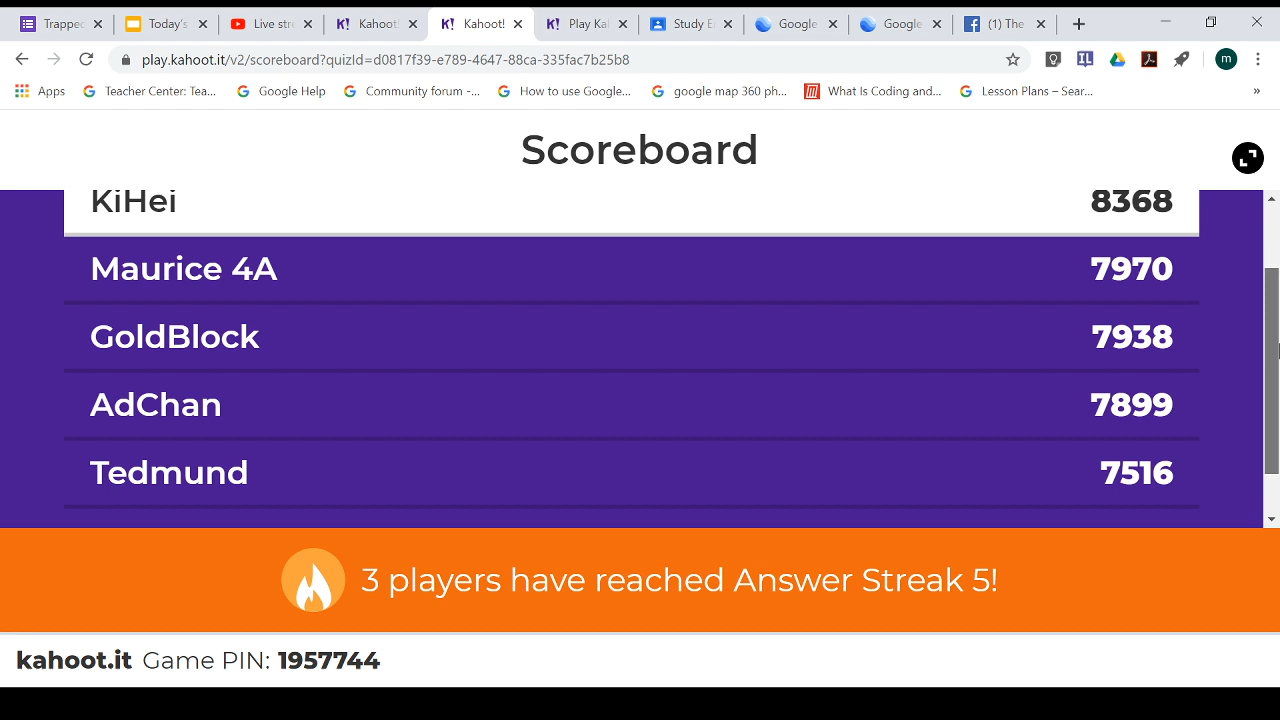 Trapped
Today's
Live str
Kahoot!
Kahoot!
Play Ka
Study E
Google
Google
(1) The
play.kahoot.it/v2/scoreboard?quizId=d0817f39-e789-4647-88ca-335fac7b25b8
IL
m
Apps
Teacher Center: Tea...
Google Help
Community forum -...
How to use Google...
google map 360 ph...
What Is Coding and...
Lesson Plans – Sear...
»
Scoreboard
KiHei 8368
Maurice 4A 7970
GoldBlock 7938
AdChan 7899
Tedmund 7516
3 players have reached Answer Streak 5!
kahoot.it Game PIN: 1957744